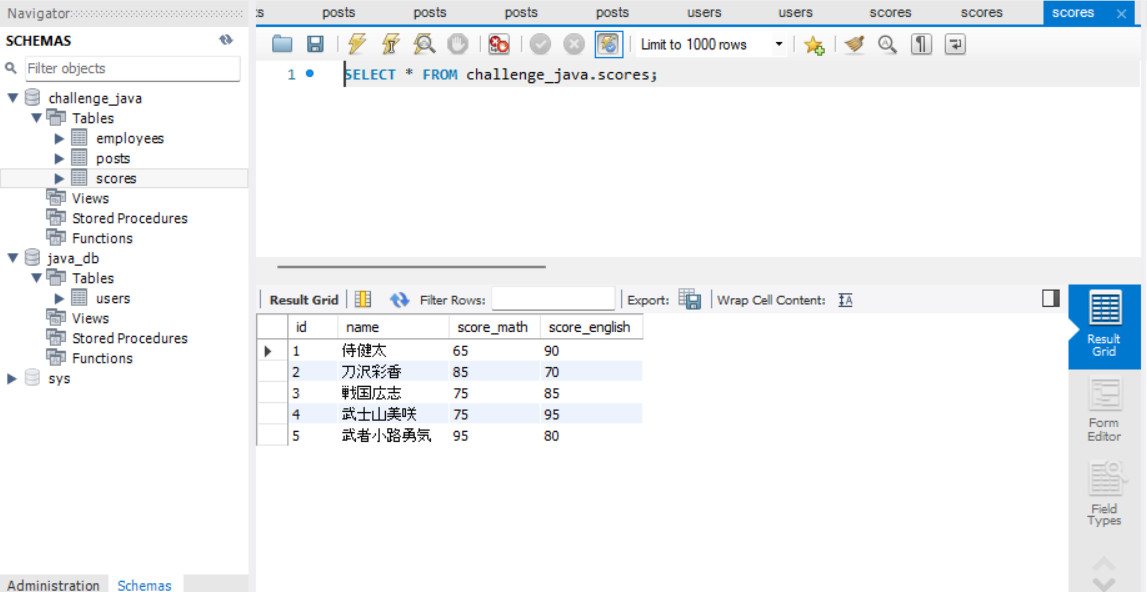 Navigator
ts posts posts posts posts users users scores scores scores
SCHEMAS
Limit to 1000 rows
Filter objects
1 SELECT * FROM challenge_java.scores;
challenge_java
Tables
employees
posts
scores
Views
Stored Procedures
Functions
java_db
Tables
users
Views
Stored Procedures
Functions
sys
Result Grid Filter Rows: Export: Wrap Cell Content: IA
id name score_math score_english
1 侍健太 65 90
2 刀沢彩香 85 70
3 戦国広志 75 85
4 武士山美咲 75 95
5 武者小路勇気 95 80
Result
Grid
Form
Editor
Field
Types
Administration Schemas